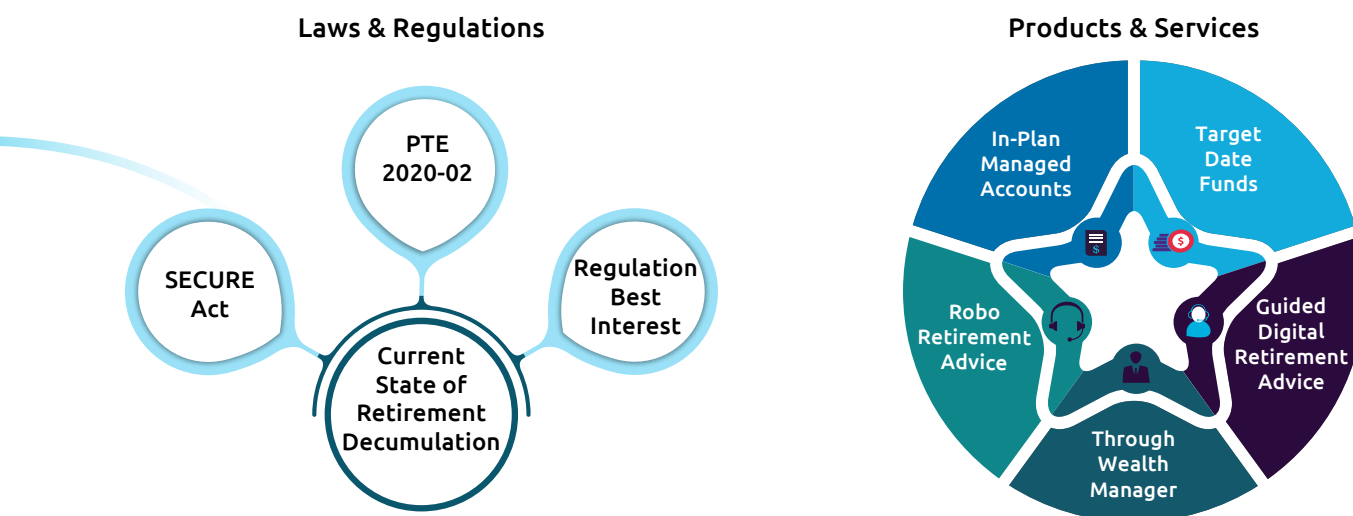 Laws & Regulations
PTE
2020-02
SECURE
Act
Regulation
Best
Interest
Current
State of
Retirement
Decumulation
Products & Services
In-Plan
Managed
Accounts
Target
Date
Funds
$
$
Robo
Retirement
Advice
Guided
Digital
Retirement
Advice
Through
Wealth
Manager